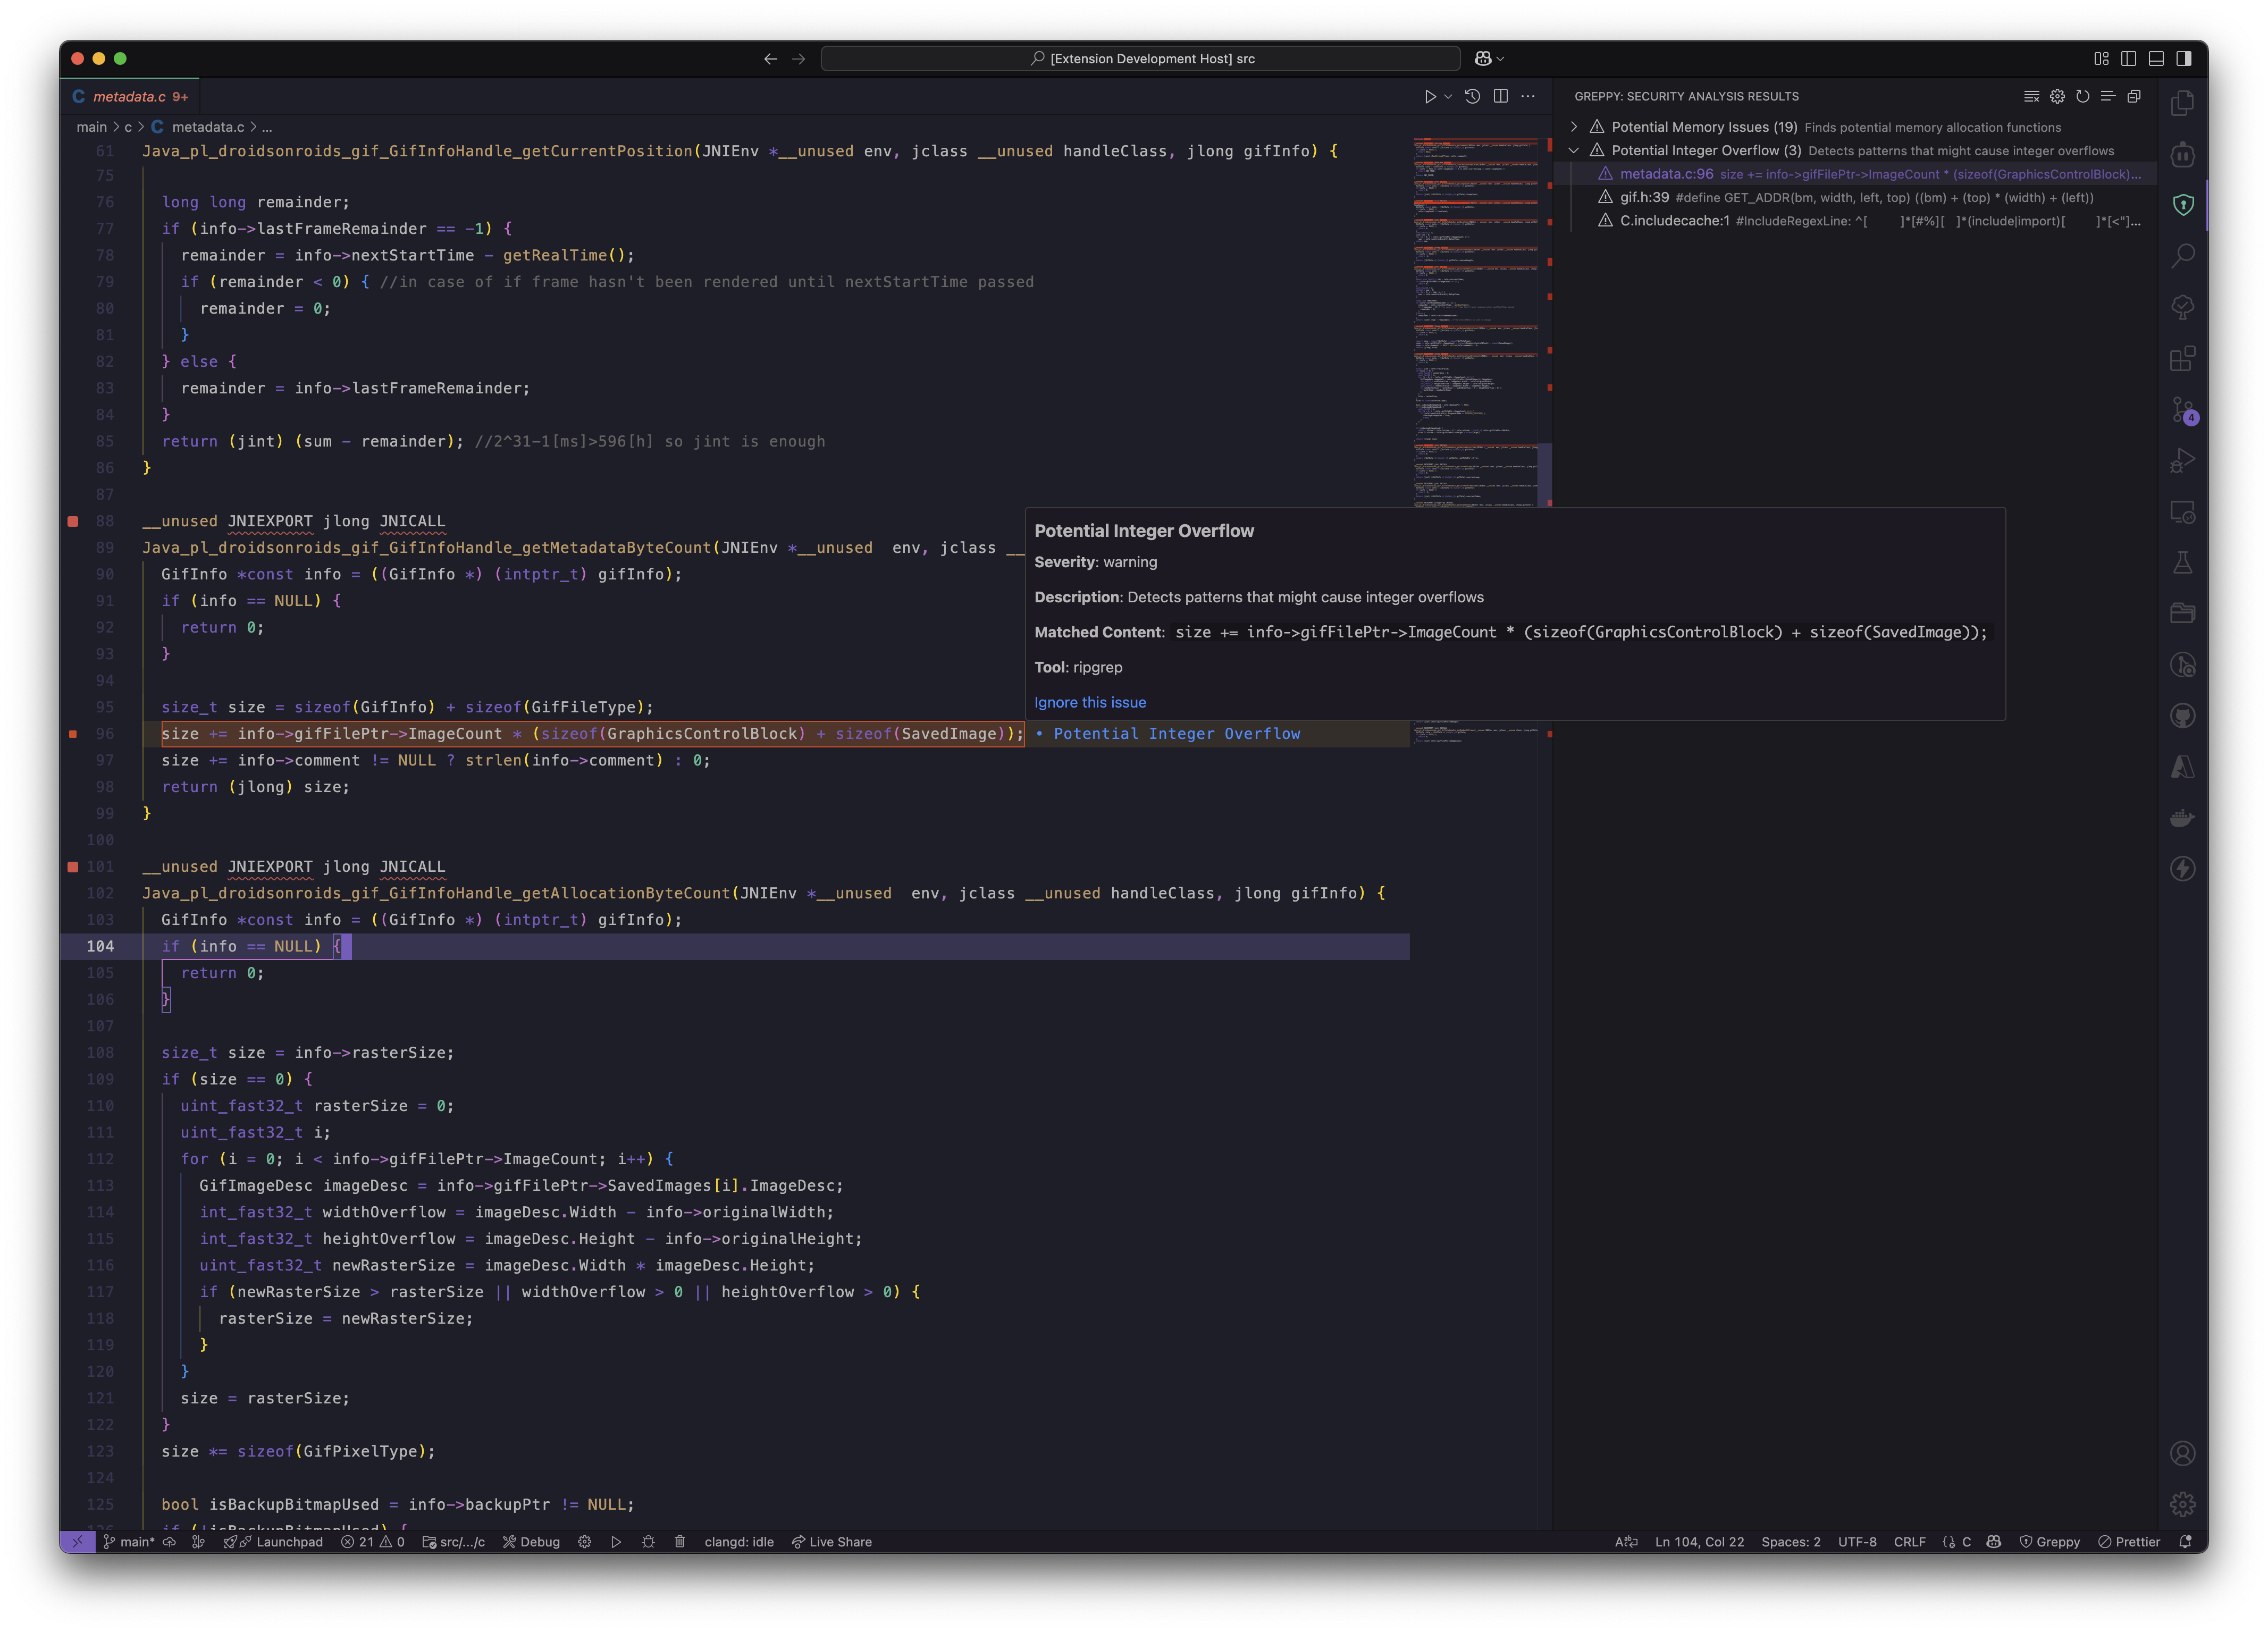 [Extension Development Host] src
metadata.c 9+
main > c > C metadata.c > ...
61 Java_pl_droidsonroids_gif_GifInfoHandle_getCurrentPosition(JNIEnv *__unused env, jclass __unused handleClass, jlong gifInfo) {
75
76 long long remainder;
77 if (info->lastFrameRemainder == -1) {
78 remainder = info->nextStartTime - getRealTime();
79 if (remainder < 0) { //in case of if frame hasn't been rendered until nextStartTime passed
80 remainder = 0;
81 }
82 } else {
83 remainder = info->lastFrameRemainder;
84 }
85 return (jint) (sum - remainder); //2^31-1[ms]>596[h] so jint is enough
86 }
87
88 __unused JNIEXPORT jlong JNICALL
89 Java_pl_droidsonroids_gif_GifInfoHandle_getMetadataByteCount(JNIEnv *__unused  env, jclass __
90 GifInfo *const info = ((GifInfo *) (intptr_t) gifInfo);
91 if (info == NULL) {
92 return 0;
93 }
94
95 size_t size = sizeof(GifInfo) + sizeof(GifFileType);
96 size += info->gifFilePtr->ImageCount * (sizeof(GraphicsControlBlock) + sizeof(SavedImage)); • Potential Integer Overflow
97 size += info->comment != NULL ? strlen(info->comment) : 0;
98 return (jlong) size;
99 }
100
101 __unused JNIEXPORT jlong JNICALL
102 Java_pl_droidsonroids_gif_GifInfoHandle_getAllocationByteCount(JNIEnv *__unused  env, jclass __unused handleClass, jlong gifInfo) {
103 GifInfo *const info = ((GifInfo *) (intptr_t) gifInfo);
104 if (info == NULL) {
105 return 0;
106 }
107
108 size_t size = info->rasterSize;
109 if (size == 0) {
110 uint_fast32_t rasterSize = 0;
111 uint_fast32_t i;
112 for (i = 0; i < info->gifFilePtr->ImageCount; i++) {
113 GifImageDesc imageDesc = info->gifFilePtr->SavedImages[i].ImageDesc;
114 int_fast32_t widthOverflow = imageDesc.Width - info->originalWidth;
115 int_fast32_t heightOverflow = imageDesc.Height - info->originalHeight;
116 uint_fast32_t newRasterSize = imageDesc.Width * imageDesc.Height;
117 if (newRasterSize > rasterSize || widthOverflow > 0 || heightOverflow > 0) {
118 rasterSize = newRasterSize;
119 }
120 }
121 size = rasterSize;
122 }
123 size *= sizeof(GifPixelType);
124
125 bool isBackupBitmapUsed = info->backupPtr != NULL;
126 if (!isBackupBitmapUsed) {
Potential Integer Overflow
Severity: warning
Description: Detects patterns that might cause integer overflows
Matched Content: size += info->gifFilePtr->ImageCount * (sizeof(GraphicsControlBlock) + sizeof(SavedImage));
Tool: ripgrep
Ignore this issue
GREPPY: SECURITY ANALYSIS RESULTS
Potential Memory Issues (19) Finds potential memory allocation functions
Potential Integer Overflow (3) Detects patterns that might cause integer overflows
metadata.c:96 size += info->gifFilePtr->ImageCount * (sizeof(GraphicsControlBlock)...
gif.h:39 #define GET_ADDR(bm, width, left, top) ((bm) + (top) * (width) + (left))
C.includecache:1 #IncludeRegexLine: ^[ ]*[#%][ ]*(include|import)[ ]*[<"]...
4
main* Launchpad 21 0 src/.../c Debug clangd: idle Live Share Ln 104, Col 22 Spaces: 2 UTF-8 CRLF C Greppy Prettier